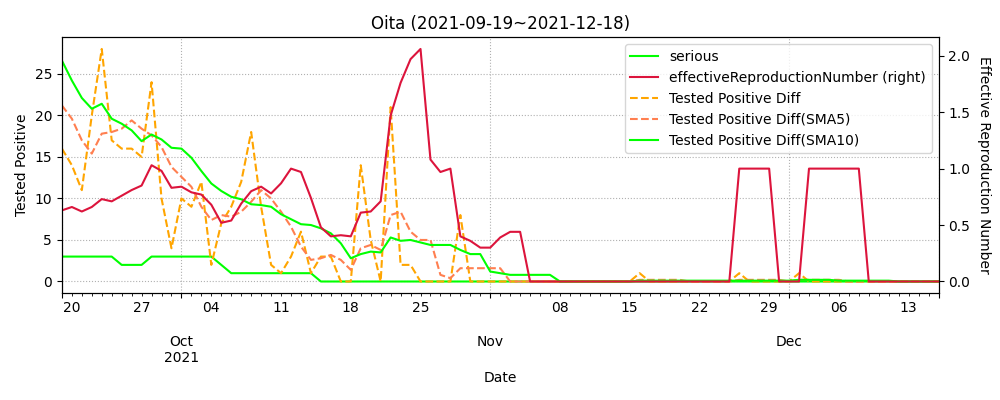 Oita (2021-09-19~2021-12-18)
serious
effectiveReproductionNumber (right)
Tested Positive Diff
Tested Positive Diff(SMA5)
Tested Positive Diff(SMA10)
Tested Positive
25
20
15
10
5
0
Effective Reproduction Number
2.0
1.5
1.0
0.5
0.0
20 27 04 11 18 25 08 15 22 29 06 13
Oct Nov Dec
2021
Date